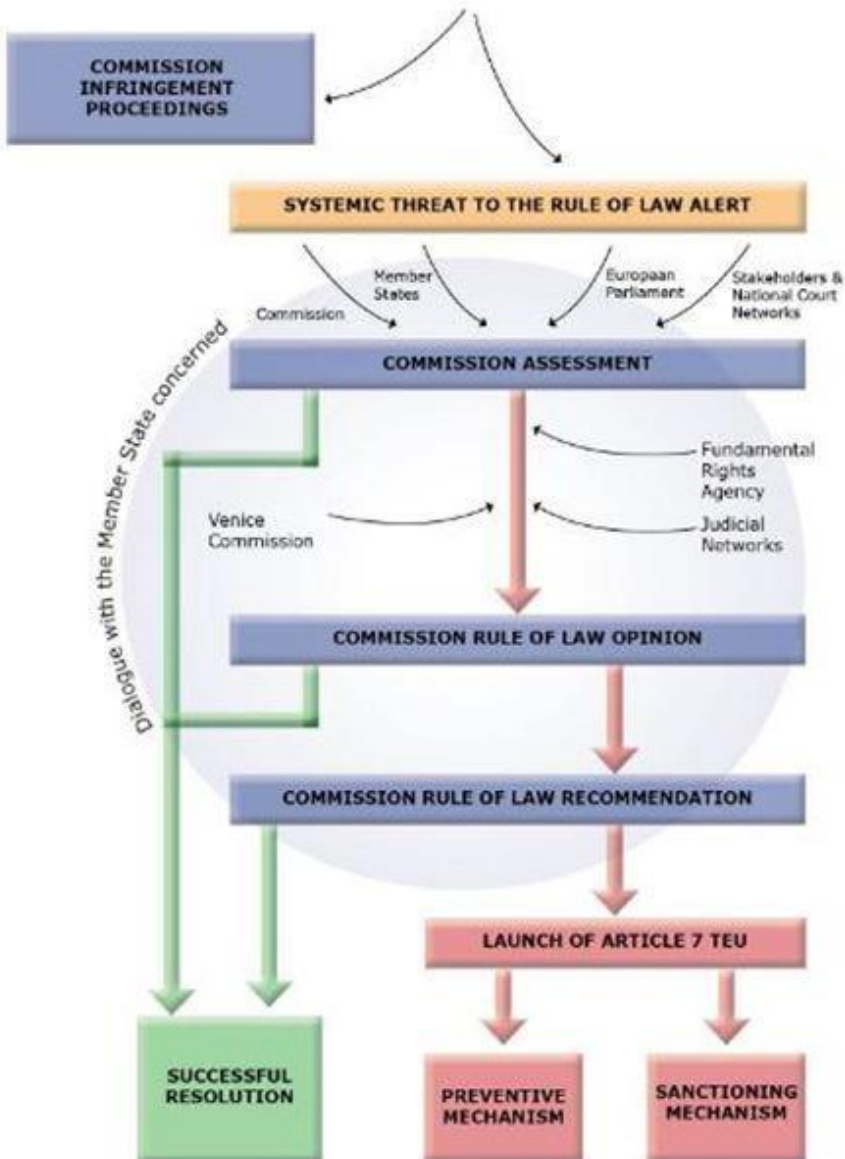 COMMISSION
INFRINGEMENT
PROCEEDINGS
SYSTEMIC THREAT TO THE RULE OF LAW ALERT
Commission
Member
States
European
Parliament
Stakeholders &
National Court
Networks
COMMISSION ASSESSMENT
Dialogue with the Member State concerned
Fundamental
Rights
Agency
Venice
Commission
Judicial
Networks
COMMISSION RULE OF LAW OPINION
COMMISSION RULE OF LAW RECOMMENDATION
LAUNCH OF ARTICLE 7 TEU
SUCCESSFUL
RESOLUTION
PREVENTIVE
MECHANISM
SANCTIONING
MECHANISM